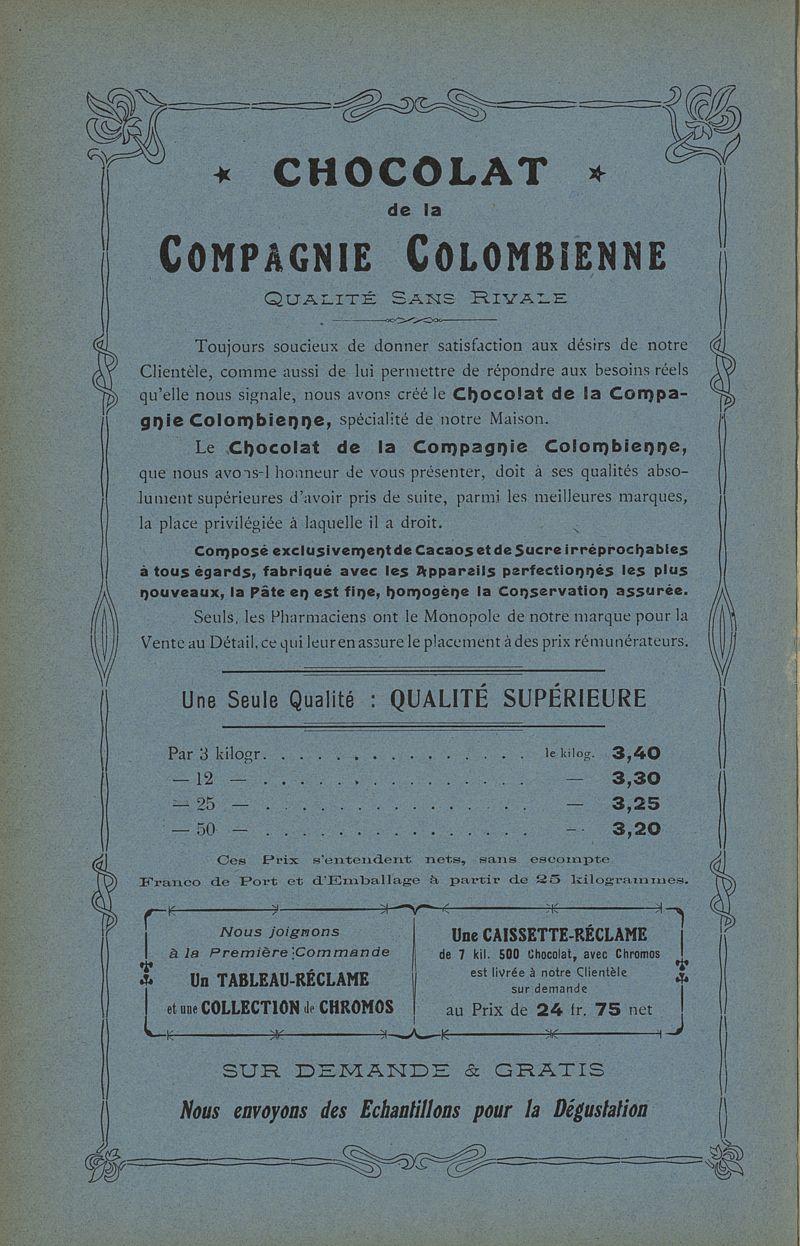 CHOCOLAT
de la
COMPAGNIE COLOMBIENNE
QUALITÉ SANS RIVALE
Toujours soucieux de donner satisfaction aux désirs de notre
Clientèle, comme aussi de lui permettre de répondre aux besoins réels
qu'elle nous signale, nous avons créé le Chocolat de la Compa-
gnie Colombienne, spécialité de notre Maison.
Le Chocolat de la Compagnie Colombienne,
que nous avons l'honneur de vous présenter, doit à ses qualités abso-
lument supérieures d'avoir pris de suite, parmi les meilleures marques,
la place privilégiée à laquelle il a droit.
Composé exclusivement de Cacaos et de Sucre irréprochables
à tous égards, fabriqué avec les Appareils perfectionnés les plus
nouveaux, la Pâte en est fine, homogène la Conservation assurée.
Seuls, les Pharmaciens ont le Monopole de notre marque pour la
Vente au Détail, ce qui leur en assure le placement à des prix rémunérateurs.
Une Seule Qualité : QUALITÉ SUPÉRIEURE
Par 3 kilogr. . . . . . . . . . . . . . . . le kilog. 3,40
— 12 — . . . . . . . . . . . . . . . — 3,30
— 25 — . . . . . . . . . . . . . . . — 3,25
— 50 — . . . . . . . . . . . . . . . — 3,20
Ces Prix s'entendent nets, sans escompte
Franco de Port et d'Emballage à partir de 25 kilogrammes.
Nous joignons
à la Première Commande
Un TABLEAU-RÉCLAME
et une COLLECTION de CHROMOS
Une CAISSETTE-RÉCLAME
de 7 kil. 500 Chocolat, avec Chromos
est livrée à notre Clientèle
sur demande
au Prix de 24 fr. 75 net
SUR DEMANDE & GRATIS
Nous envoyons des Echantillons pour la Dégustation